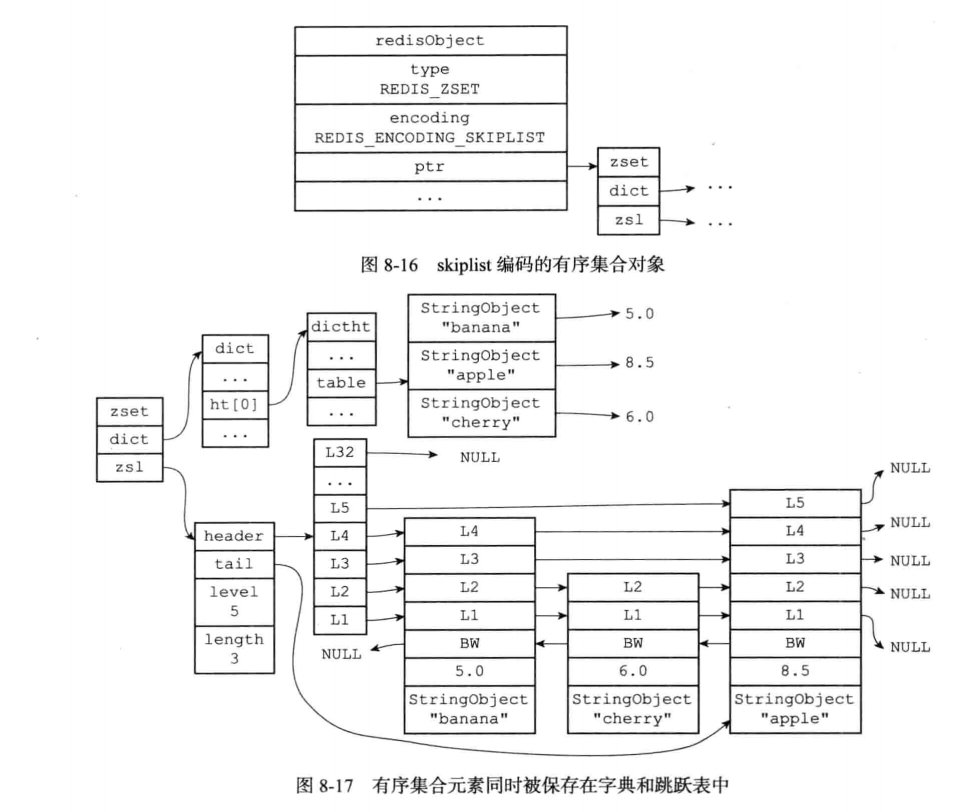 redisObject
type
REDIS_ZSET
encoding
REDIS_ENCODING_SKIPLIST
ptr
...
zset
dict
zsl
...
...
图 8-16 skiplist 编码的有序集合对象
zset
dict
zsl
dict
...
ht[0]
...
dictht
...
table
...
StringObject
"banana"
5.0
StringObject
"apple"
8.5
StringObject
"cherry"
6.0
header
tail
level
5
length
3
L32
NULL
...
L5
L4
L3
L2
L1
NULL
L4
L3
L2
L1
BW
5.0
StringObject
"banana"
L2
L1
BW
6.0
StringObject
"cherry"
L5
L4
L3
L2
L1
BW
8.5
StringObject
"apple"
NULL
NULL
NULL
NULL
NULL
图 8-17 有序集合元素同时被保存在字典和跳跃表中